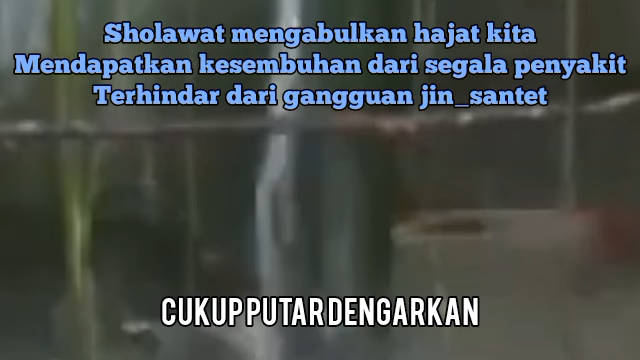 Sholawat mengabulkan hajat kita
Mendapatkan kesembuhan dari segala penyakit
Terhindar dari gangguan jin_santet
CUKUP PUTAR DENGARKAN